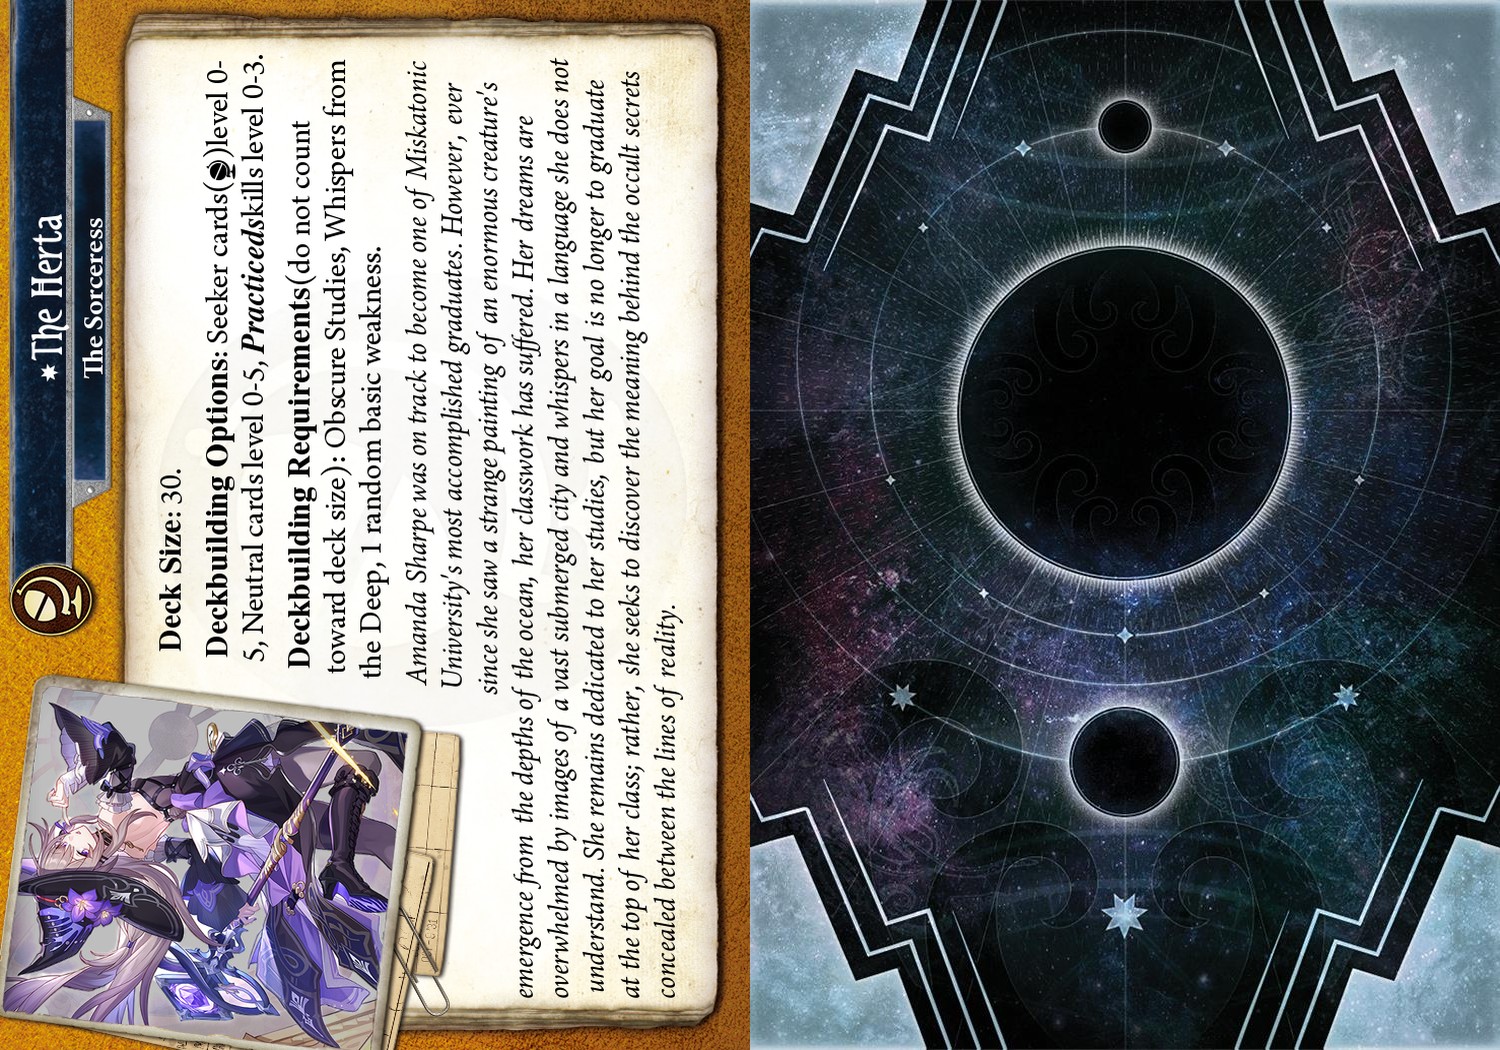 The Herta
The Sorceress
Deck Size: 30.
Deckbuilding Options: Seeker cards()level 0-
5, Neutral cards level 0-5, Practicedskills level 0-3.
Deckbuilding Requirements(do not count
toward deck size): Obscure Studies, Whispers from
the Deep, 1 random basic weakness.
Amanda Sharpe was on track to become one of Miskatonic
University's most accomplished graduates. However, ever
since she saw a strange painting of an enormous creature's
emergence from the depths of the ocean, her classwork has suffered. Her dreams are
overwhelmed by images of a vast submerged city and whispers in a language she does not
understand. She remains dedicated to her studies, but her goal is no longer to graduate
at the top of her class; rather, she seeks to discover the meaning behind the occult secrets
concealed between the lines of reality.